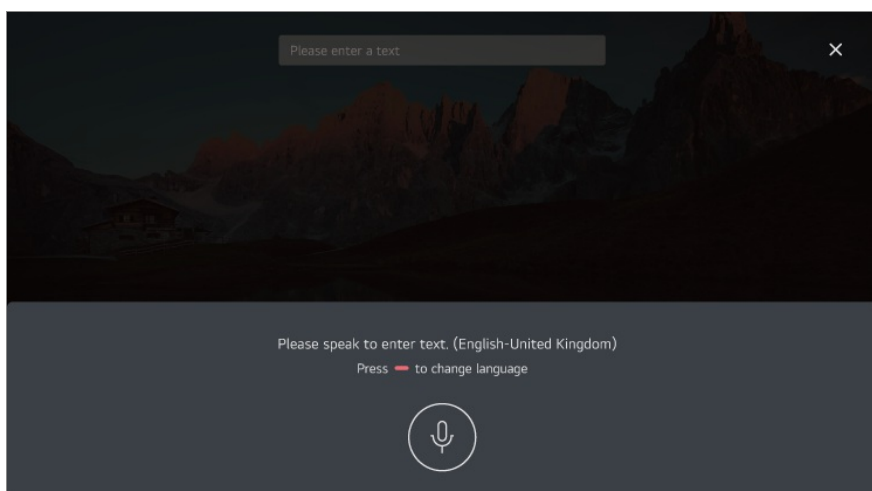 Please enter a text
Please speak to enter text. (English-United Kingdom)
Press to change language